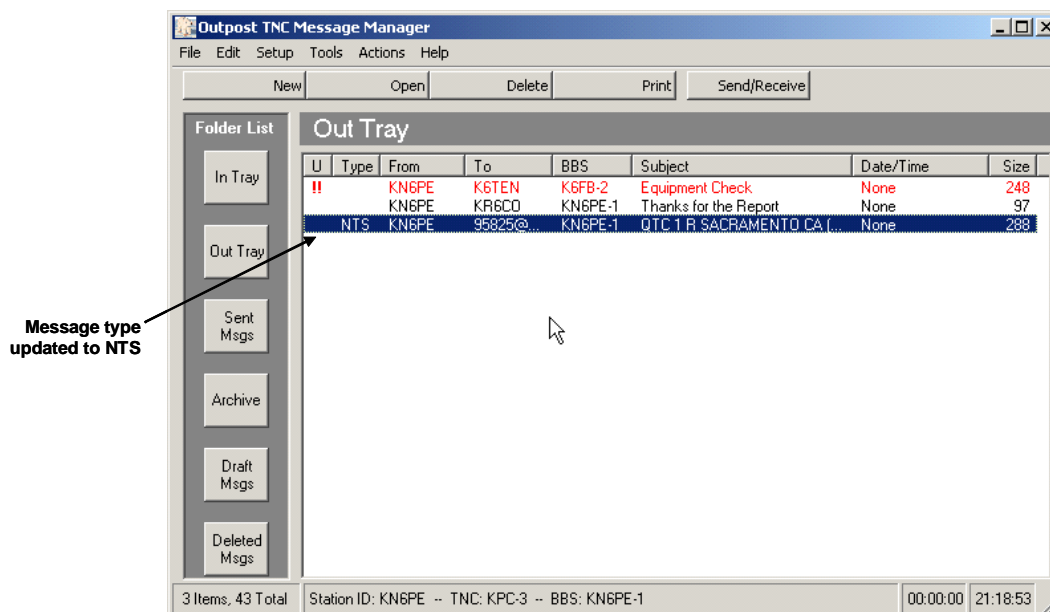 Outpost TNC Message Manager
File Edit Setup Tools Actions Help
New Open Delete Print Send/Receive
Folder List
Out Tray
In Tray
Out Tray
Sent
Msgs
Archive
Draft
Msgs
Deleted
Msgs
U Type From To BBS Subject Date/Time Size
!! KN6PE K6TEN K6FB-2 Equipment Check None 248
KN6PE KR6CO KN6PE-1 Thanks for the Report None 97
NTS KN6PE 95825@... KN6PE-1 QTC 1 R SACRAMENTO CA (... None 288
Message type
updated to NTS
3 Items, 43 Total Station ID: KN6PE -- TNC: KPC-3 -- BBS: KN6PE-1 00:00:00 21:18:53